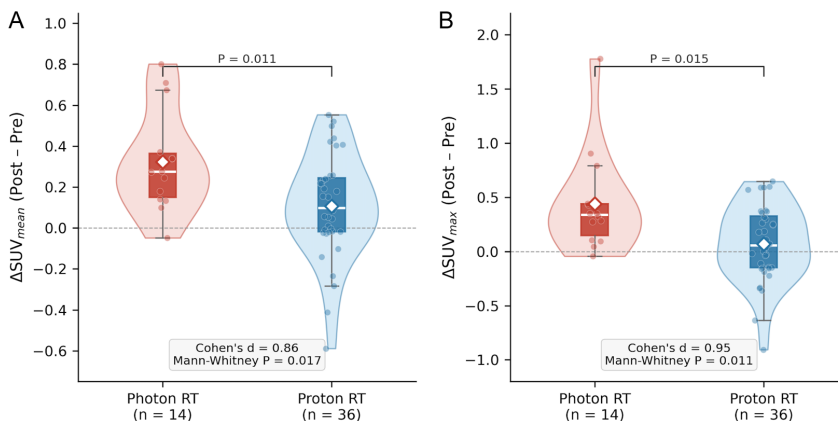 A
ΔSUVmean (Post – Pre)
1.0
0.8
0.6
0.4
0.2
0.0
−0.2
−0.4
−0.6
P = 0.011
Cohen's d = 0.86
Mann-Whitney P = 0.017
Photon RT
(n = 14)
Proton RT
(n = 36)
B
ΔSUVmax (Post – Pre)
2.0
1.5
1.0
0.5
0.0
−0.5
−1.0
P = 0.015
Cohen's d = 0.95
Mann-Whitney P = 0.011
Photon RT
(n = 14)
Proton RT
(n = 36)